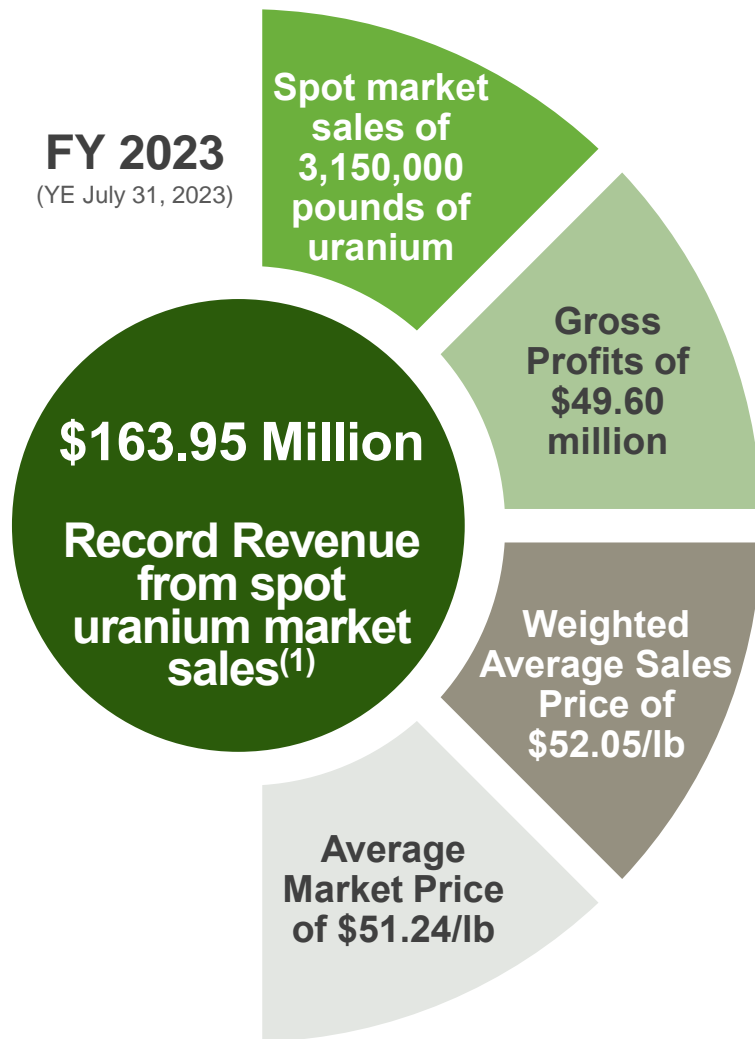 FY 2023
(YE July 31, 2023)
Spot market
sales of
3,150,000
pounds of
uranium
Gross
Profits of
$49.60
million
$163.95 Million
Record Revenue
from spot
uranium market
sales(1)
Weighted
Average Sales
Price of
$52.05/lb
Average
Market Price
of $51.24/lb